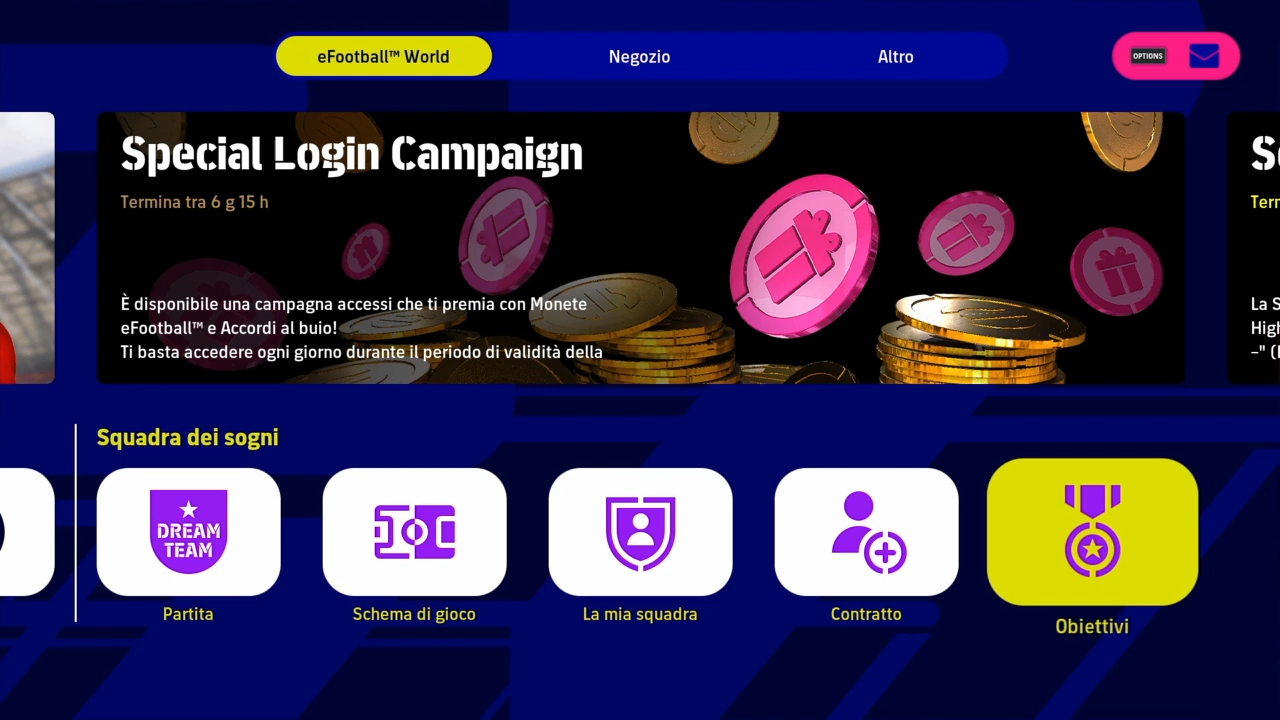 eFootball™ World
Negozio
Altro
OPTIONS
Special Login Campaign
Termina tra 6 g 15 h
È disponibile una campagna accessi che ti premia con Monete
eFootball™ e Accordi al buio!
Ti basta accedere ogni giorno durante il periodo di validità della
La S
High
–" (
Squadra dei sogni
DREAM
TEAM
Partita
Schema di gioco
La mia squadra
Contratto
Obiettivi